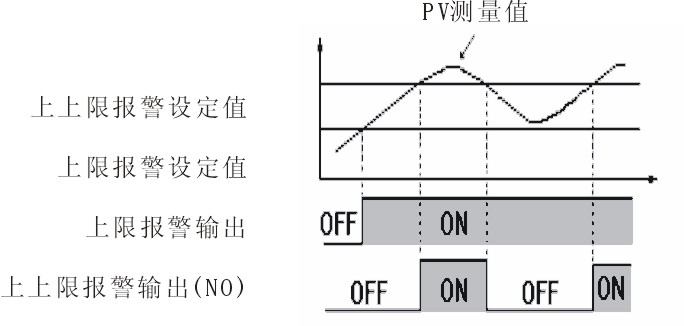 PV测量值
上上限报警设定值
上限报警设定值
上限报警输出
OFF ON
上上限报警输出(NO)
OFF ON OFF ON